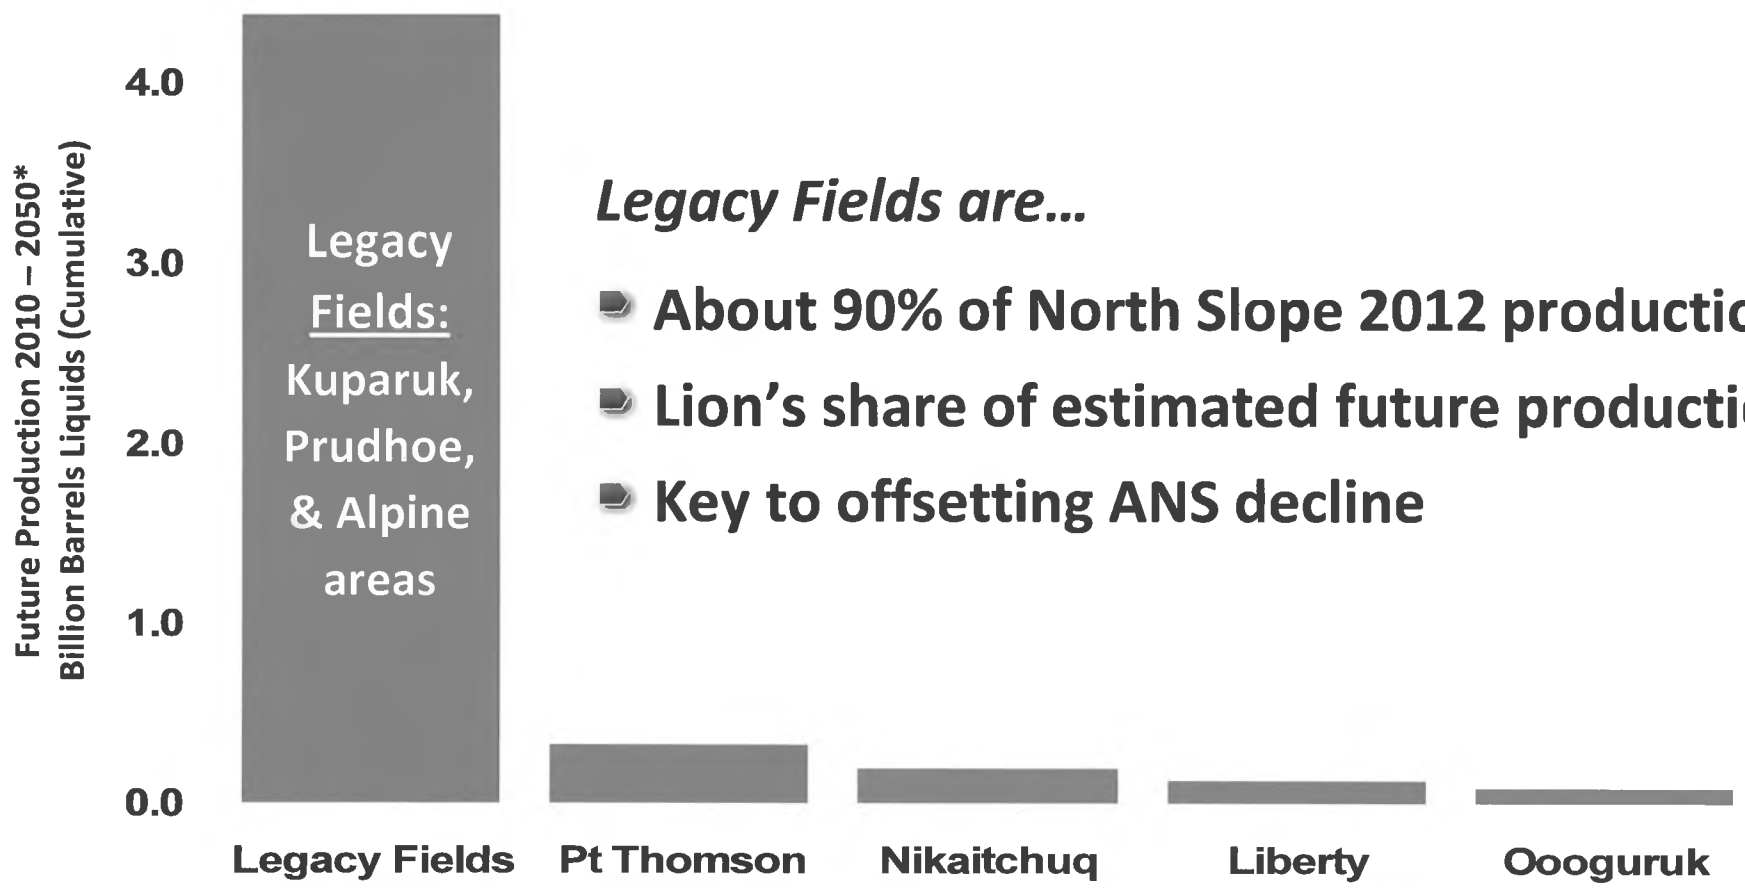 Future Production 2010 – 2050*
Billion Barrels Liquids (Cumulative)
4.0
3.0
2.0
1.0
0.0
Legacy
Fields:
Kuparuk,
Prudhoe,
& Alpine
areas
Legacy Fields are...
About 90% of North Slope 2012 productio
Lion's share of estimated future producti
Key to offsetting ANS decline
Legacy Fields
Pt Thomson
Nikaitchuq
Liberty
Oooguruk